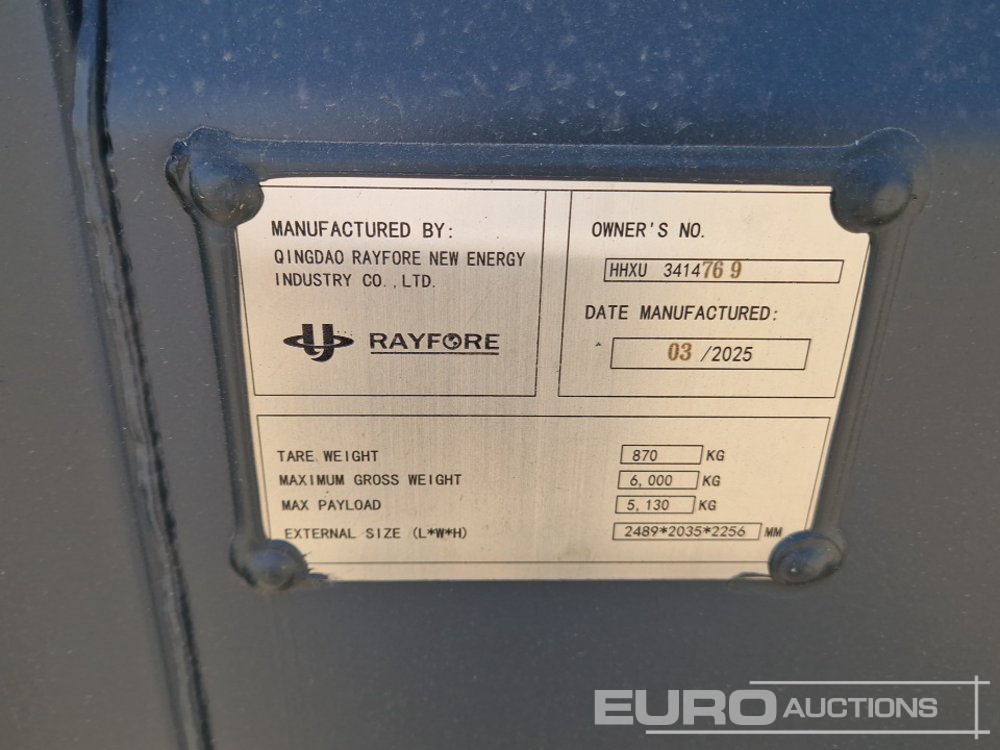 MANUFACTURED BY:
QINGDAO RAYFORE NEW ENERGY
INDUSTRY CO.,LTD.
RAYFORE
OWNER'S NO.
HHXU 3414769
DATE MANUFACTURED:
03 /2025
TARE WEIGHT 870 KG
MAXIMUM GROSS WEIGHT 6,000 KG
MAX PAYLOAD 5,130 KG
EXTERNAL SIZE (L*W*H) 2489*2035*2256 MM
EURO AUCTIONS